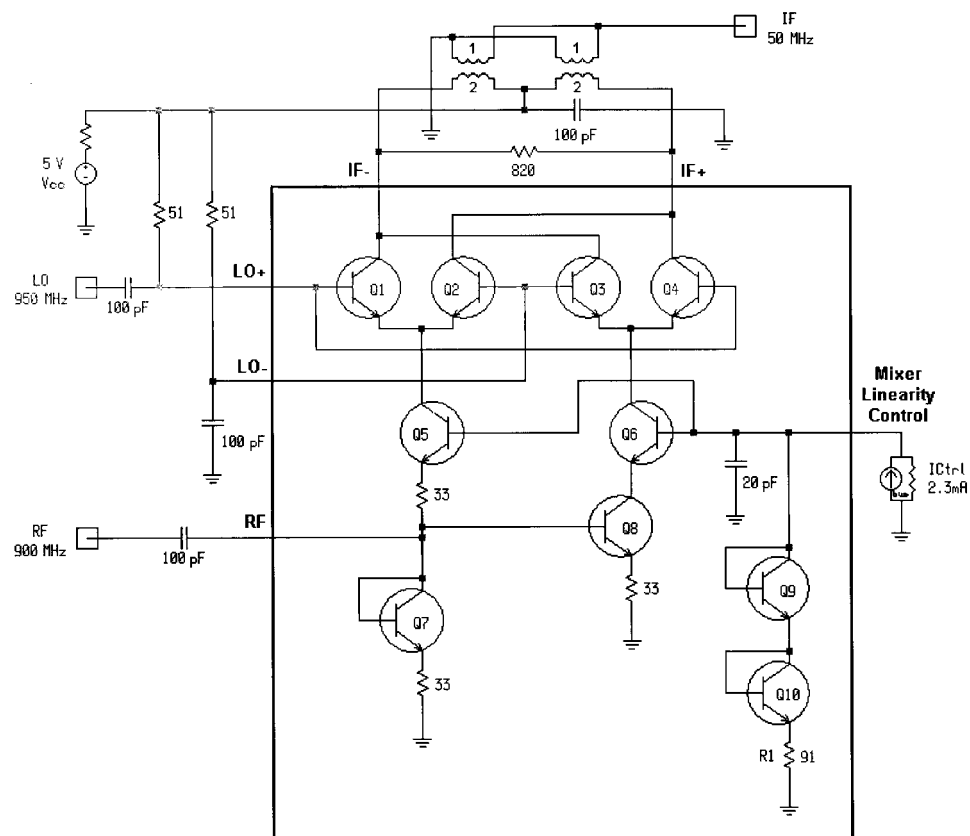 IF
50 MHz
1
1
2
2
100 pF
5 V
Vcc
820
IF-
IF+
51
51
LO
950 MHz
100 pF
LO+
Q1
Q2
Q3
Q4
LO-
Mixer
Linearity
Control
100 pF
Q5
Q6
20 pF
ICtrl
2.3mA
33
RF
900 MHz
100 pF
RF
Q8
Q7
33
Q9
33
Q10
R1
91